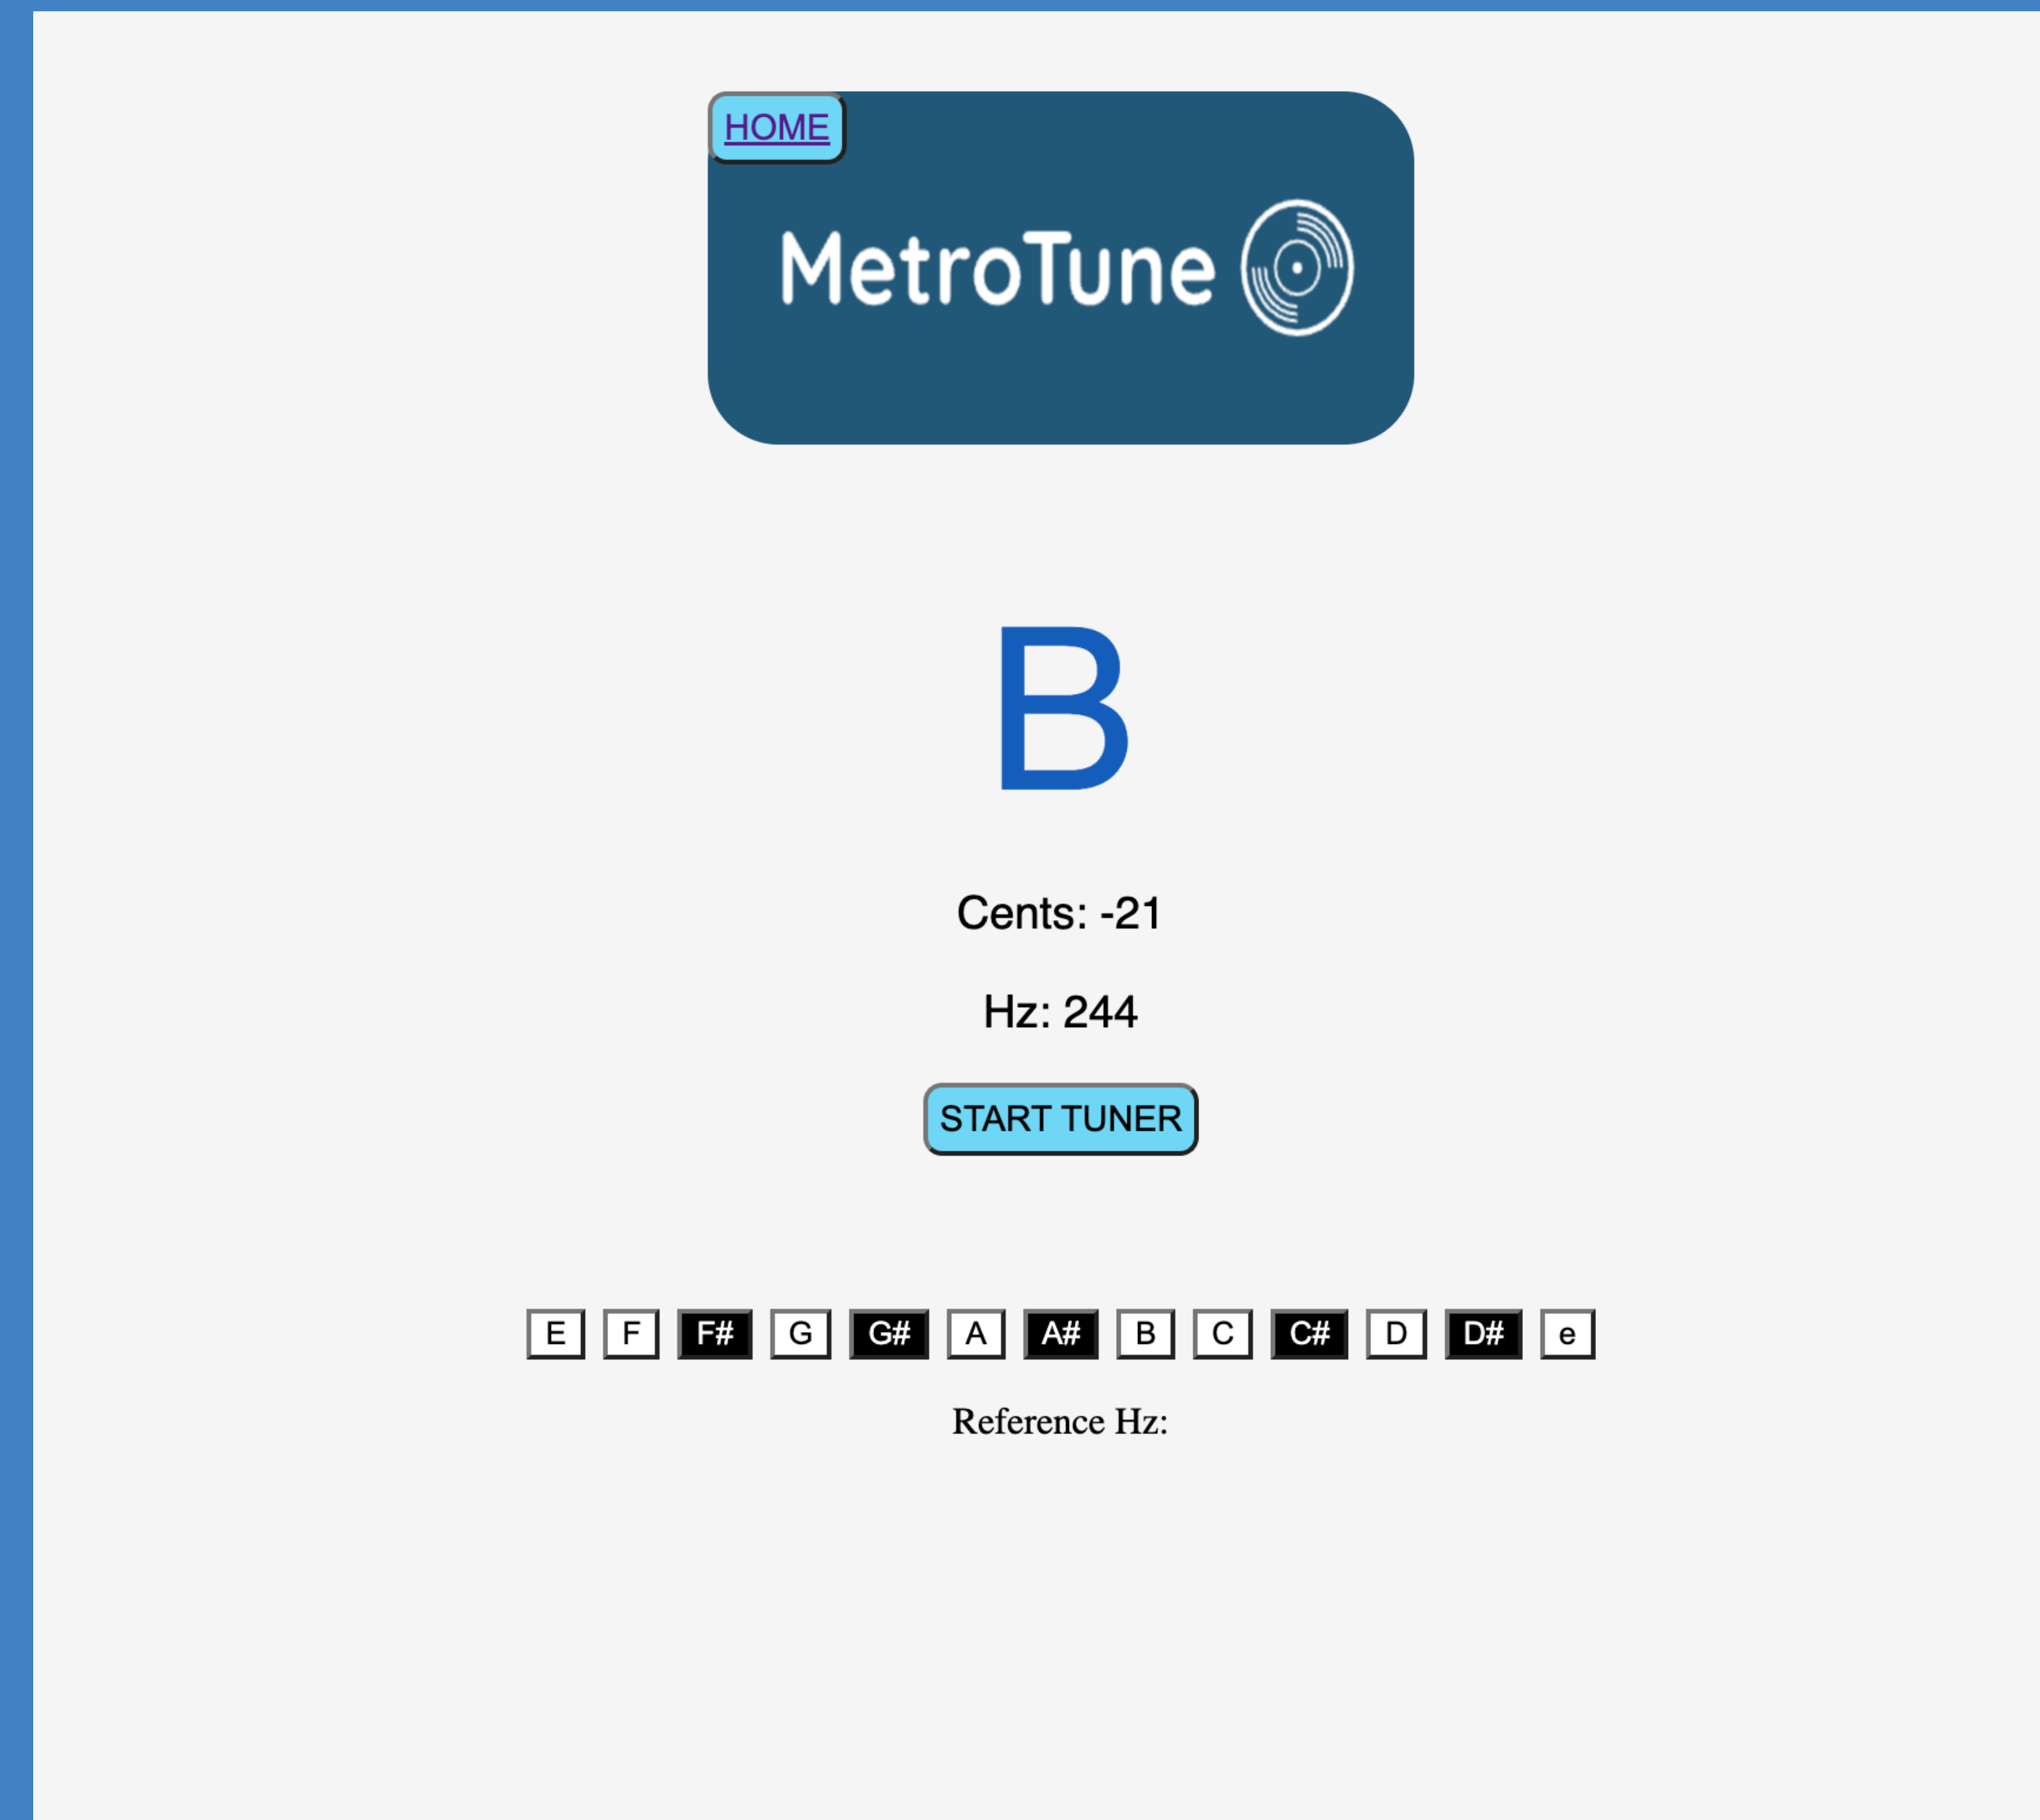 HOME
MetroTune
B
Cents: -21
Hz: 244
START TUNER
E F F# G G# A A# B C C# D D# e
Reference Hz: